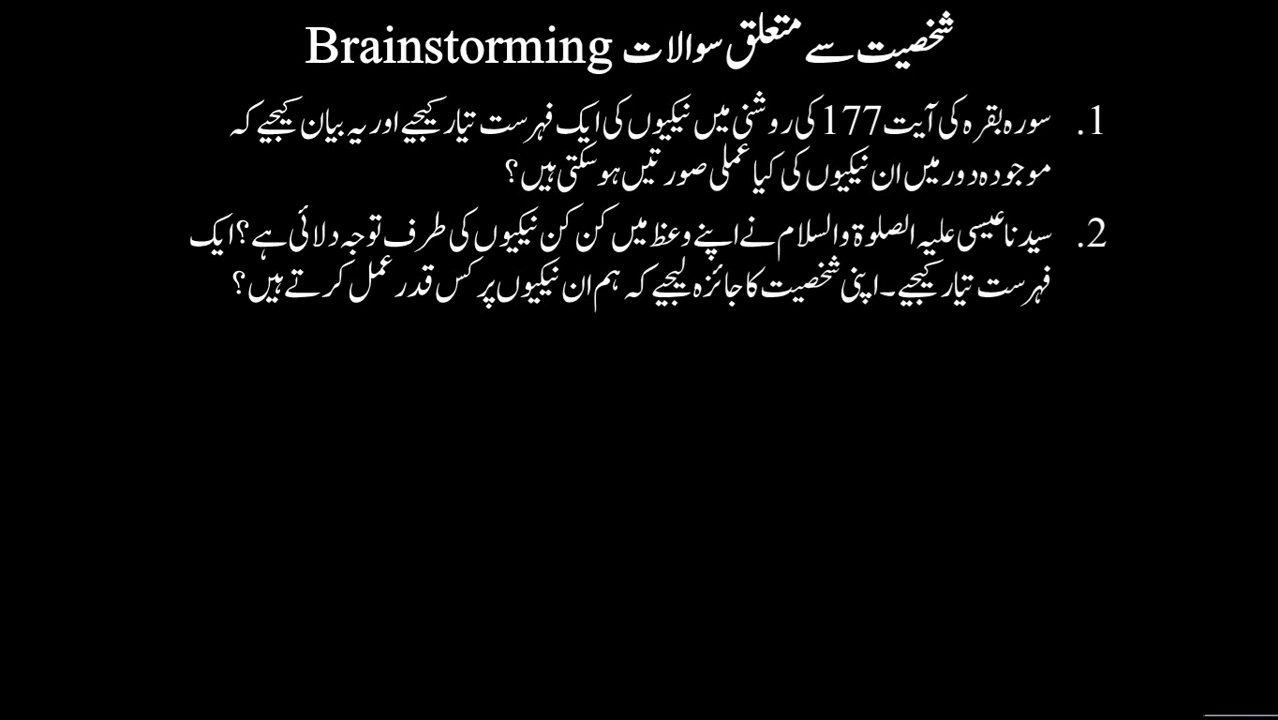 شخصیت سے متعلق سوالات Brainstorming
1. سورہ بقرہ کی آیت 177 کی روشنی میں نیکیوں کی ایک فہرست تیار کیجیے اور یہ بیان کیجیے کہ
موجودہ دور میں ان نیکیوں کی کیا عملی صورتیں ہو سکتی ہیں؟
2. سیدنا عیسی علیہ الصلوۃ والسلام نے اپنے وعظ میں کن کن نیکیوں کی طرف توجہ دلائی ہے؟ ایک
فہرست تیار کیجیے۔ اپنی شخصیت کا جائزہ لیجیے کہ ہم ان نیکیوں پر کس قدر عمل کرتے ہیں؟